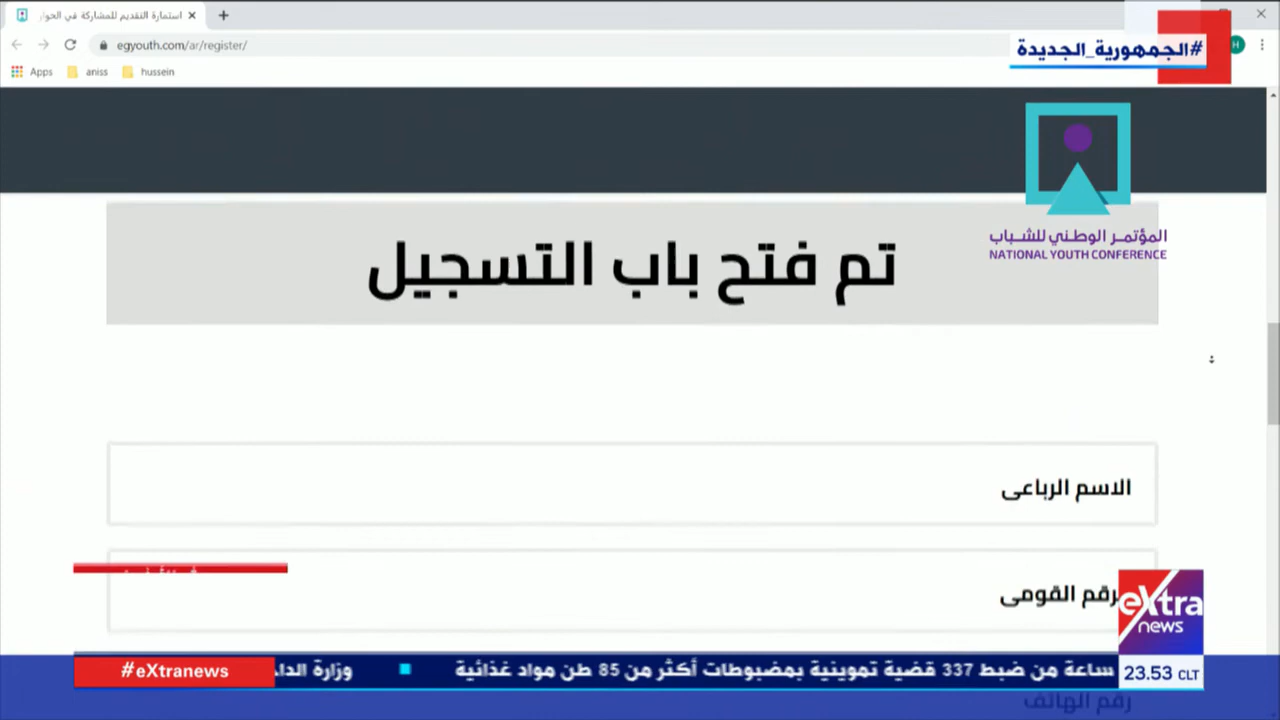 استمارة التقديم للمشاركة في الحوار
egyouth.com/ar/register/
H
Apps aniss hussein
#الجمهورية_الجديدة
المؤتمر الوطني للشباب
NATIONAL YOUTH CONFERENCE
تم فتح باب التسجيل
الاسم الرباعى
رقم القومى
eXtra
news
#eXtranews
ساعة من ضبط 337 قضية تموينية بمضبوطات أكثر من 85 طن مواد غذائية ■ وزارة الدا
23.53 CLT
رقم الهاتف